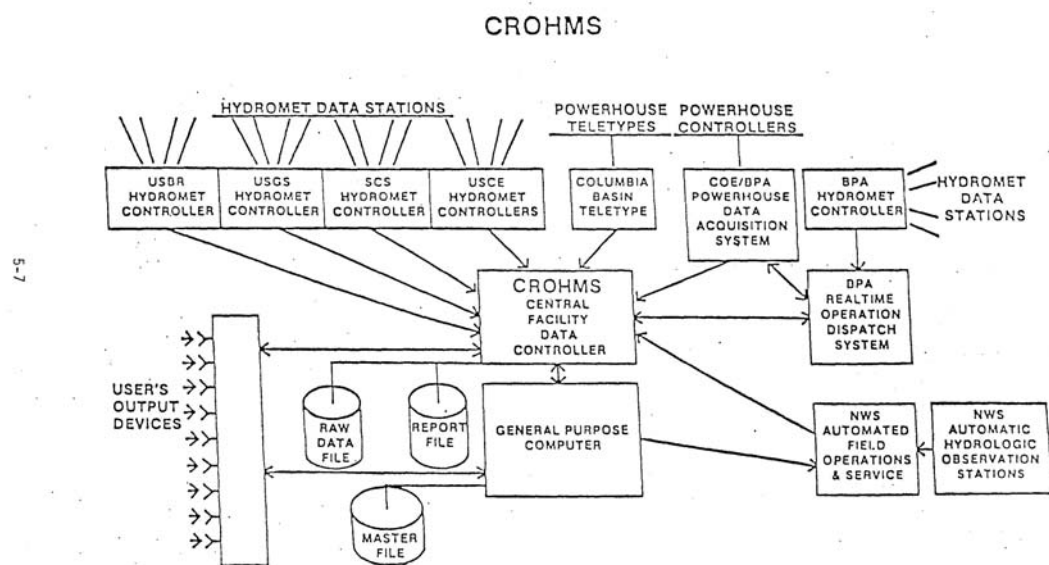 CROHMS
HYDROMET DATA STATIONS
POWERHOUSE
TELETYPES
POWERHOUSE
CONTROLLERS
USBR
HYDROMET
CONTROLLER
USGS
HYDROMET
CONTROLLER
SCS
HYDROMET
CONTROLLER
USCE
HYDROMET
CONTROLLERS
COLUMBIA
BASIN
TELETYPE
COE/BPA
POWERHOUSE
DATA
ACQUISITION
SYSTEM
BPA
HYDROMET
CONTROLLER
HYDROMET
DATA
STATIONS
5-7
CROHMS
CENTRAL
FACILITY
DATA
CONTROLLER
BPA
REALTIME
OPERATION
DISPATCH
SYSTEM
USER'S
OUTPUT
DEVICES
RAW
DATA
FILE
REPORT
FILE
GENERAL PURPOSE
COMPUTER
NWS
AUTOMATED
FIELD
OPERATIONS
& SERVICE
NWS
AUTOMATIC
HYDROLOGIC
OBSERVATION
STATIONS
MASTER
FILE